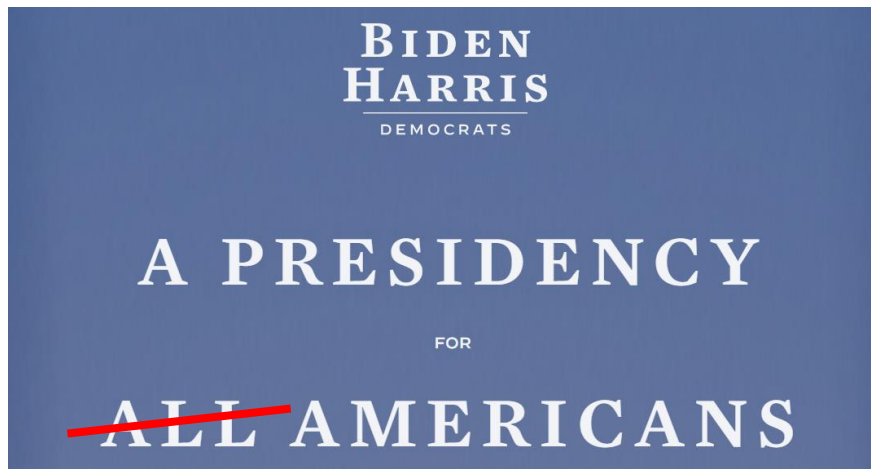 BIDEN
HARRIS
DEMOCRATS
A PRESIDENCY
FOR
ALL AMERICANS